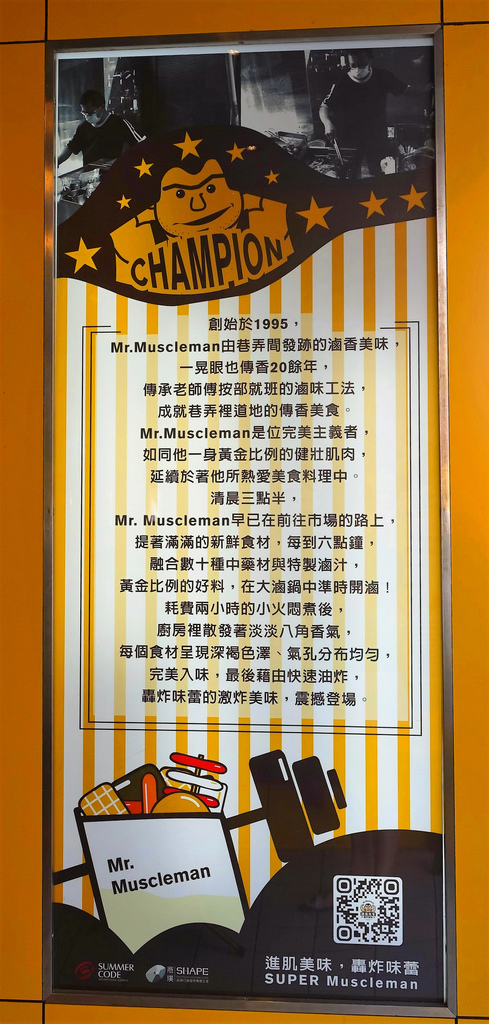 CHAMPION
創始於1995，
Mr.Muscleman由巷弄間發跡的滷香美味，
一晃眼也傳香20餘年，
傳承老師傅按部就班的滷味工法，
成就巷弄裡道地的傳香美食。
Mr.Muscleman是位完美主義者，
如同他一身黃金比例的健壯肌肉，
延續於著他所熱愛美食料理中。
清晨三點半，
Mr. Muscleman早已在前往市場的路上，
提著滿滿的新鮮食材，每到六點鐘，
融合數十種中藥材與特製滷汁，
黃金比例的好料，在大滷鍋中準時開滷！
耗費兩小時的小火悶煮後，
廚房裡散發著淡淡八角香氣，
每個食材呈現深褐色澤、氣孔分布均勻，
完美入味，最後藉由快速油炸，
轟炸味蕾的激炸美味，震撼登場。
Mr.
Muscleman
SUMMER
CODE
SHAPE
進肌美味，轟炸味蕾
SUPER Muscleman